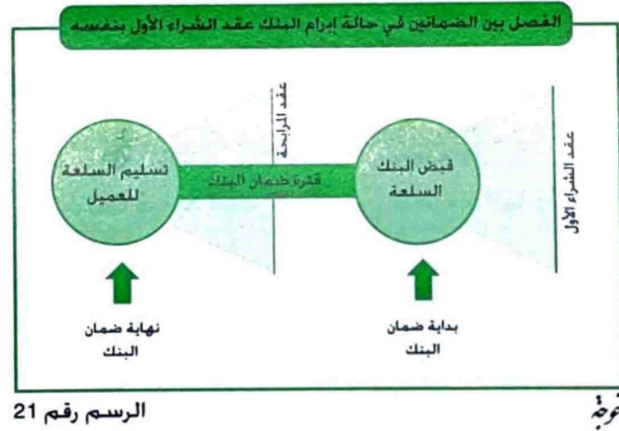 الفصل بين الضمانين في حالة إبرام البنك عقد الشراء الأول بنفسه
عقد الشراء الأول
قبض البنك
السلعة
فترة ضمان البنك
عقد المرابحة
تسليم السلعة
للعميل
بداية ضمان
البنك
نهاية ضمان
البنك
الرسم رقم 21